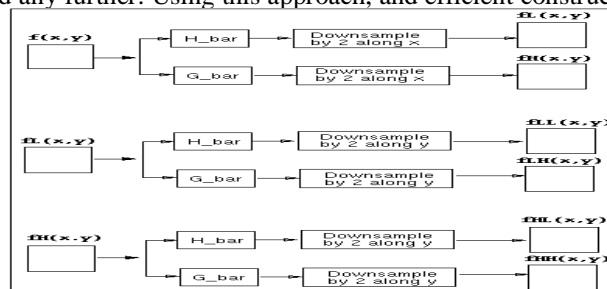 d any further. Using this approach, and efficient construc
f(x,y)
H_bar
Downsample
by 2 along x
fL(x,y)
G_bar
Downsample
by 2 along x
fH(x.y)
fL(x,y)
H_bar
Downsample
by 2 along y
fLL(x,y)
G_bar
Downsample
by 2 along y
fLH(x,y)
fH(x.y)
H_bar
Downsample
by 2 along y
fHL(x,y)
G_bar
Downsample
by 2 along y
fHH(x,y)